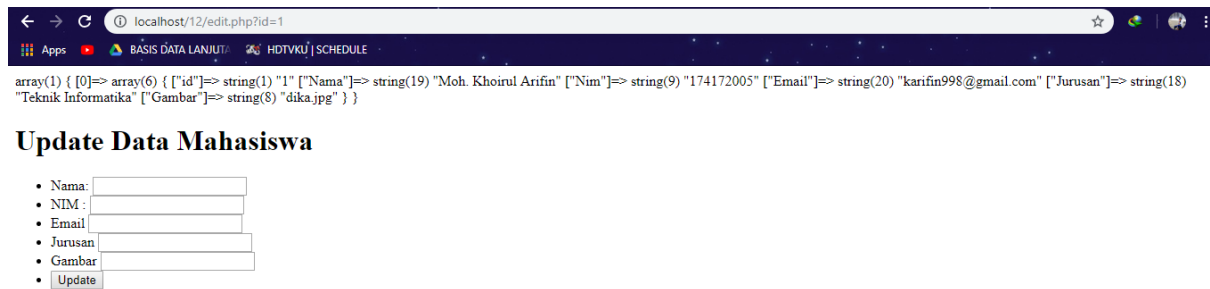 localhost/12/edit.php?id=1
Apps BASIS DATA LANJUTA HDTVKU | SCHEDULE
array(1) { [0]=> array(6) { ["id"]=> string(1) "1" ["Nama"]=> string(19) "Moh. Khoirul Arifin" ["Nim"]=> string(9) "174172005" ["Email"]=> string(20) "karifin998@gmail.com" ["Jurusan"]=> string(18)
"Teknik Informatika" ["Gambar"]=> string(8) "dika.jpg" } }
Update Data Mahasiswa
Nama:
NIM :
Email
Jurusan
Gambar
Update